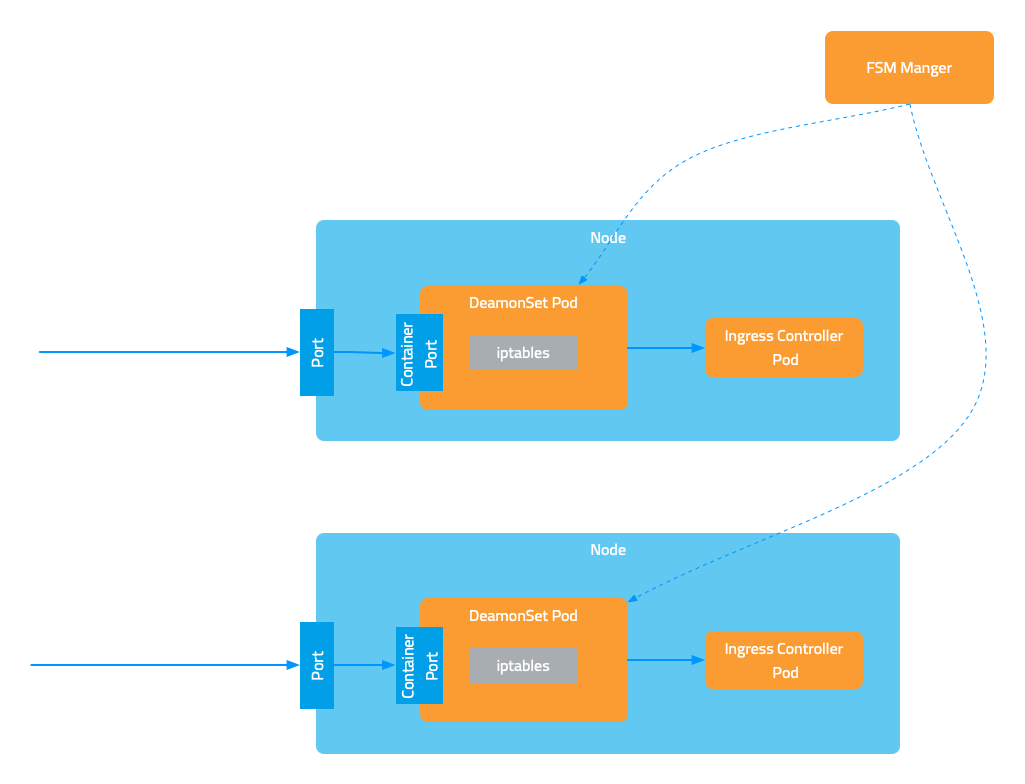 FSM Manger
Node
DeamonSet Pod
Port
Container
Port
iptables
Ingress Controller
Pod
Node
DeamonSet Pod
Port
Container
Port
iptables
Ingress Controller
Pod